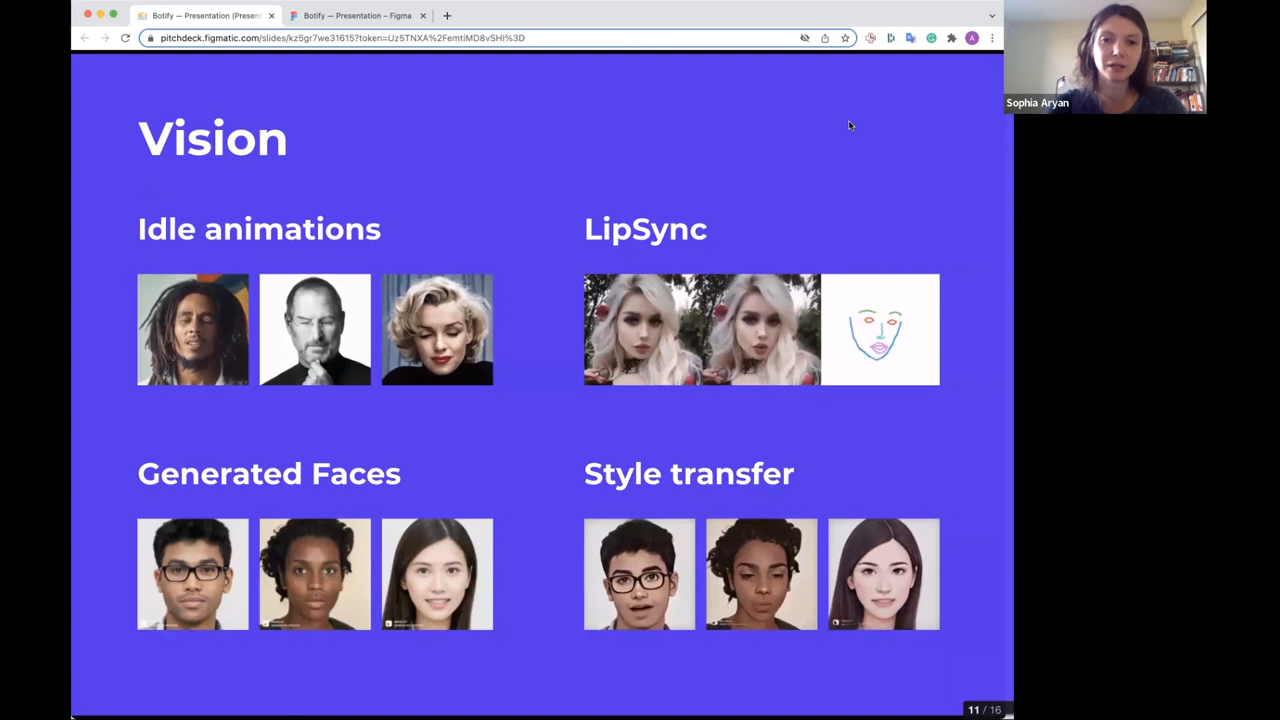 Botify — Presentation (Presen
Botify — Presentation – Figma
pitchdeck.figmatic.com/slides/kz5gr7we31615?token=Uz5TNXA%2FemtiMD8vSHI%3D
A
Sophia Aryan
Vision
Idle animations
LipSync
Generated Faces
Style transfer
11 / 16